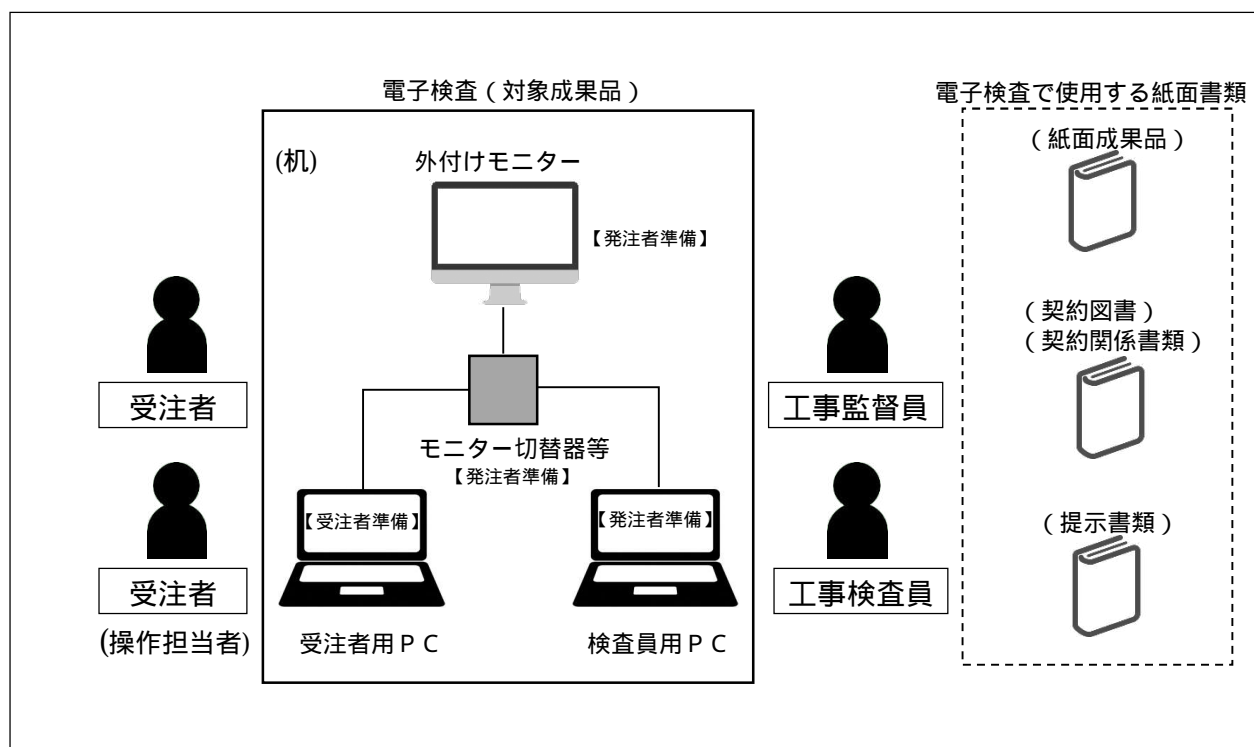 電子検査（対象成果品）
電子検査で使用する紙面書類
(机)
外付けモニター
【発注者準備】
モニター切替器等
【発注者準備】
【受注者準備】
【発注者準備】
受注者用ＰＣ
検査員用ＰＣ
受注者
受注者
(操作担当者)
工事監督員
工事検査員
（紙面成果品）
（契約図書）
（契約関係書類）
（提示書類）